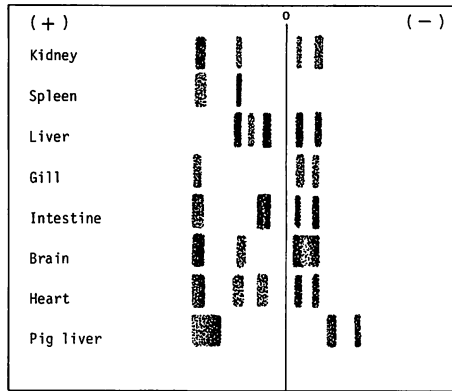 (+) 0 (-)
Kidney
Spleen
Liver
Gill
Intestine
Brain
Heart
Pig liver